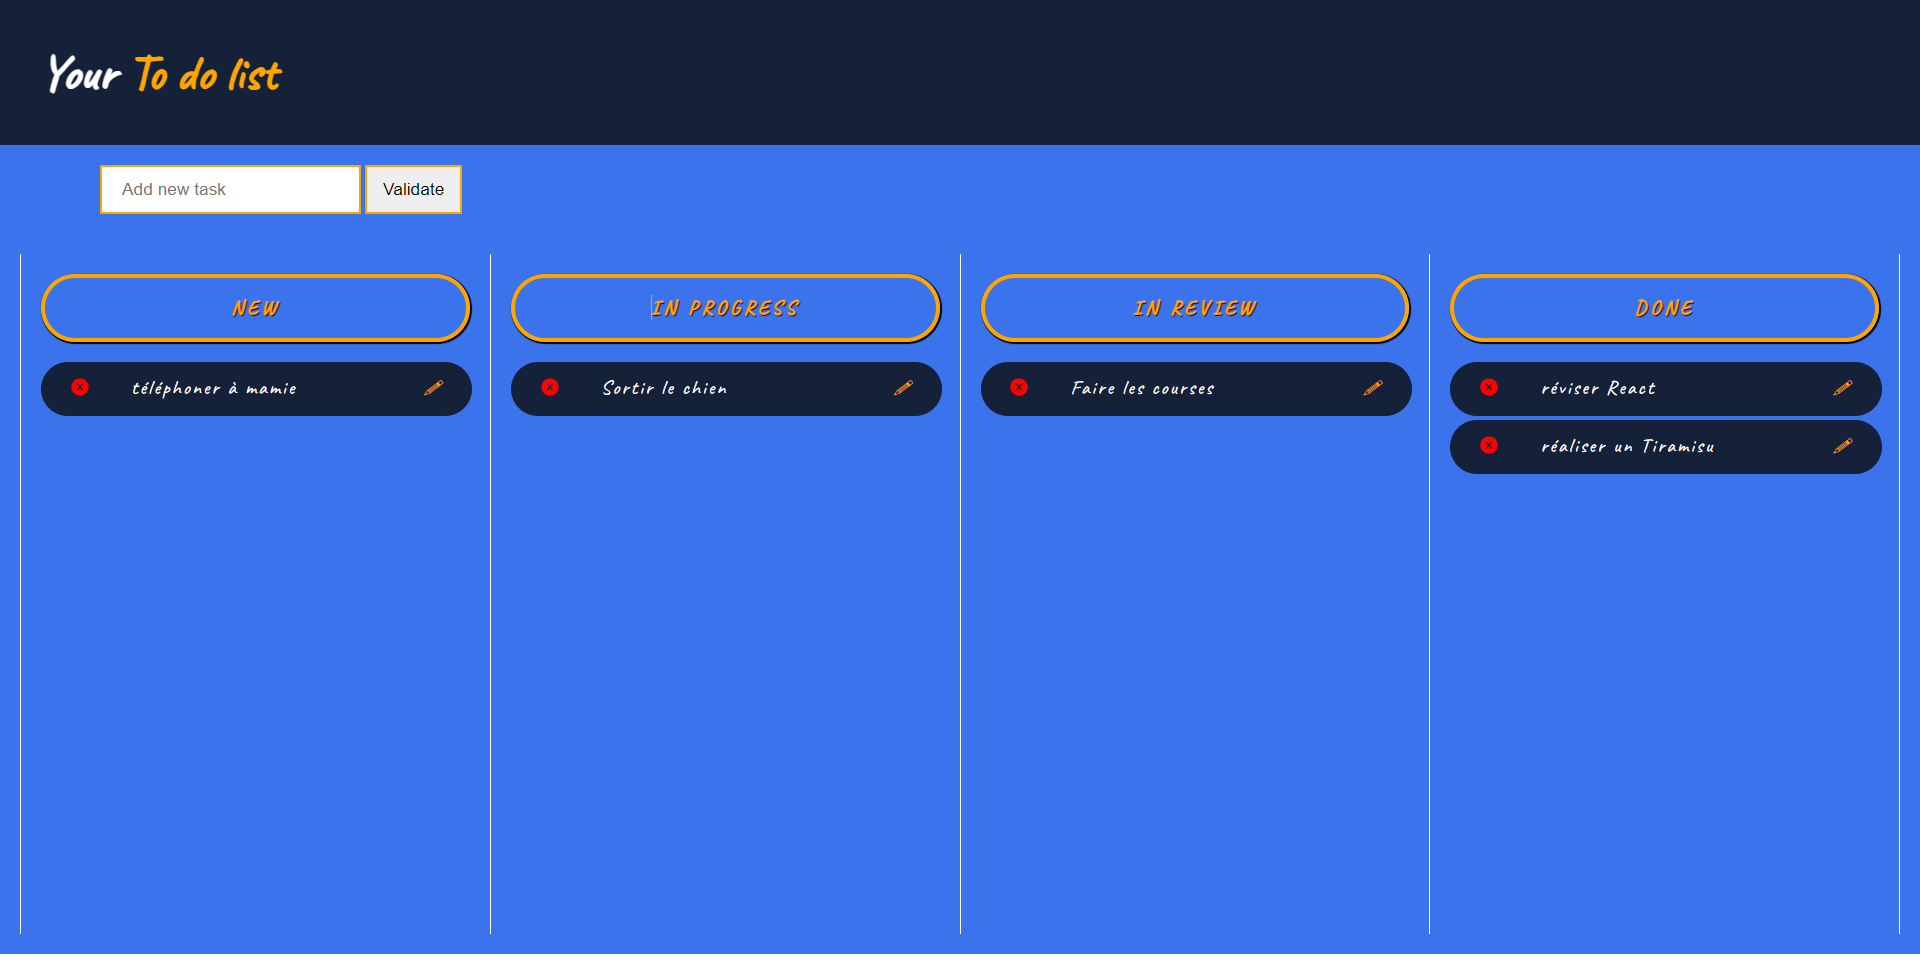 Your To do list
Add new task
Validate
NEW
téléphoner à mamie
IN PROGRESS
Sortir le chien
IN REVIEW
Faire les courses
DONE
réviser React
réaliser un Tiramisu